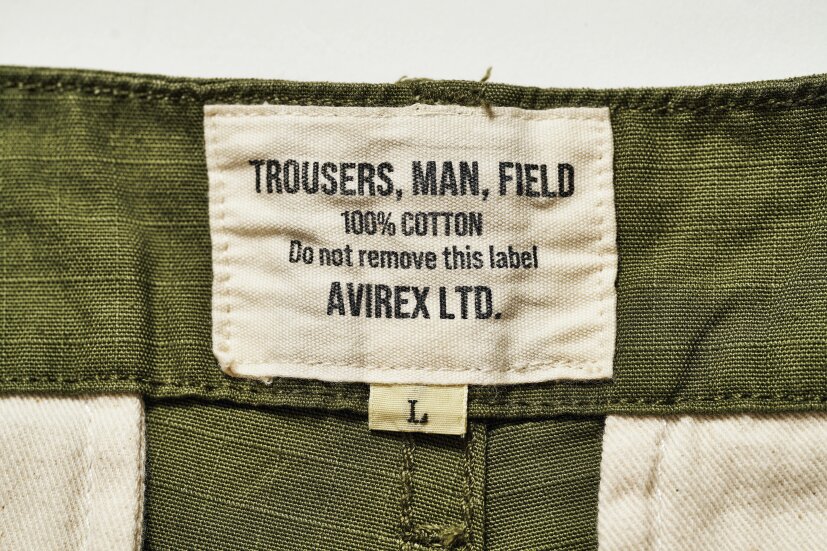 TROUSERS, MAN, FIELD
100% COTTON
Do not remove this label
AVIREX LTD.
L